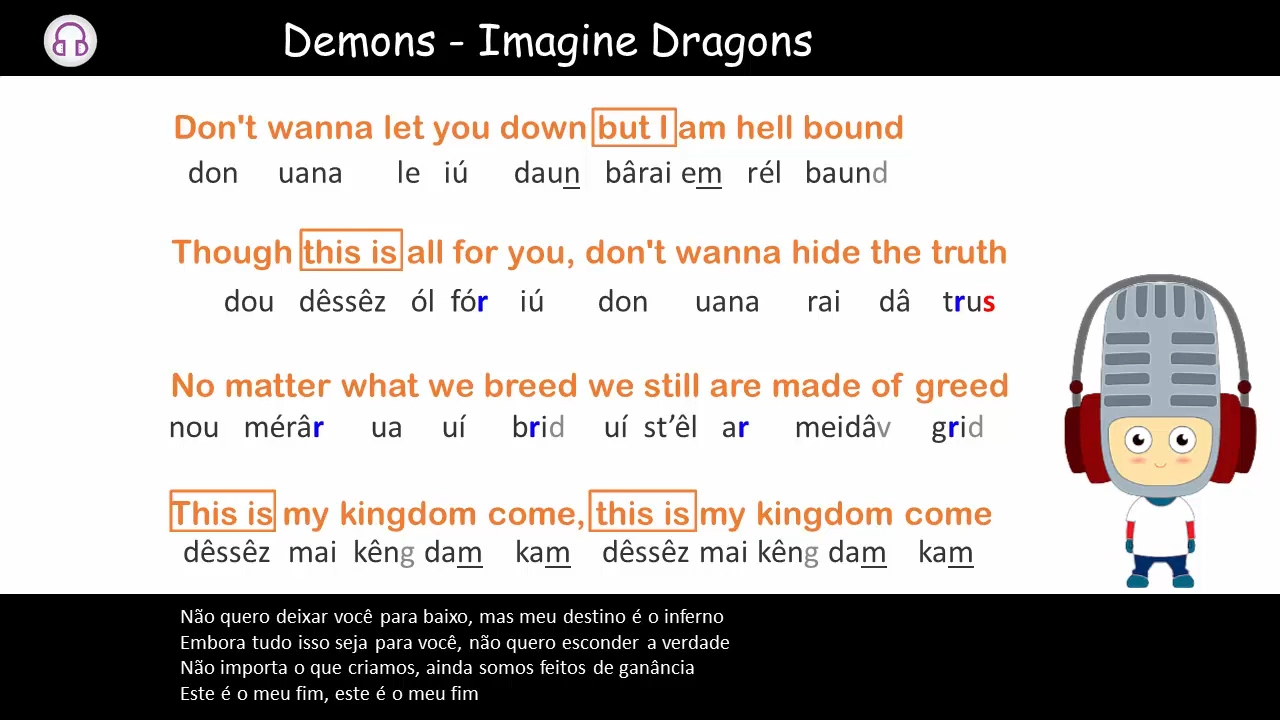 Demons - Imagine Dragons
Don't wanna let you down but I am hell bound
don uana le iú daun bârai em rél baund
Though this is all for you, don't wanna hide the truth
dou dêssêz ól fór iú don uana rai dâ trus
No matter what we breed we still are made of greed
nou mérâr ua uí brid uí st’êl ar meidâv grid
This is my kingdom come, this is my kingdom come
dêssêz mai kêng dam kam dêssêz mai kêng dam kam
Não quero deixar você para baixo, mas meu destino é o inferno
Embora tudo isso seja para você, não quero esconder a verdade
Não importa o que criamos, ainda somos feitos de ganância
Este é o meu fim, este é o meu fim